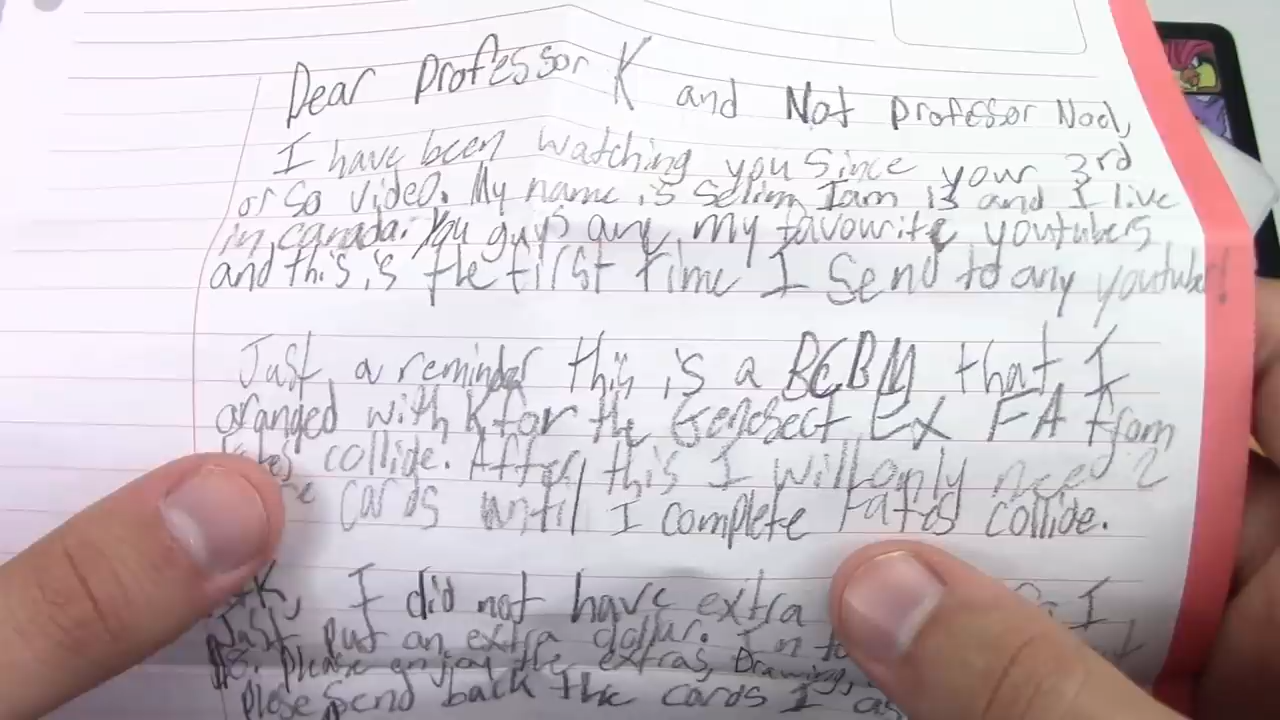 Dear Professor K and Not Professor Noel,
I have been watching you since your 3rd
or so video. My name is Selim, I am 13 and I live
in canada. You guys are my favourite youtubers
and this is the first time I send to any youtuber!
Just a reminder this is a BCBM that I
aranged with K for the Genesect Ex FA from
Fates collide. After this I will only need 2
cards until I complete Fates collide.
K, I did not have extra I
Just put an extra dollar. In
$8. Please enjoy the extras, Drawing,
plese send back the cards I